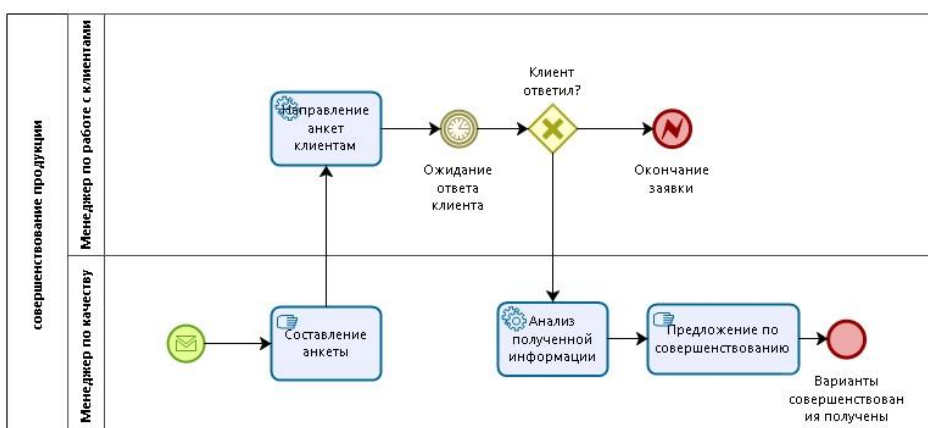 совершенствование продукции
Менеджер по работе с клиентами
Направление
анкет
клиентам
Ожидание
ответа
клиента
Клиент
ответил?
Окончание
заявки
Менеджер по качеству
Составление
анкеты
Анализ
полученной
информации
Предложение по
совершенствованию
Варианты
совершенствован
ия получены